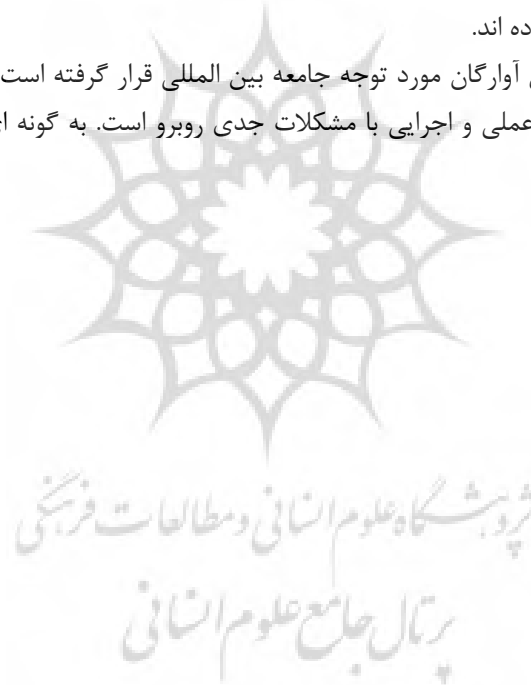 ده اند.
آوارگان مورد توجه جامعه بین المللی قرار گرفته است
عملی و اجرایی با مشکلات جدی روبرو است. به گونه ای
پژوهشگاه علوم انسانی و مطالعات فرهنگی
پرتال جامع علوم انسانی